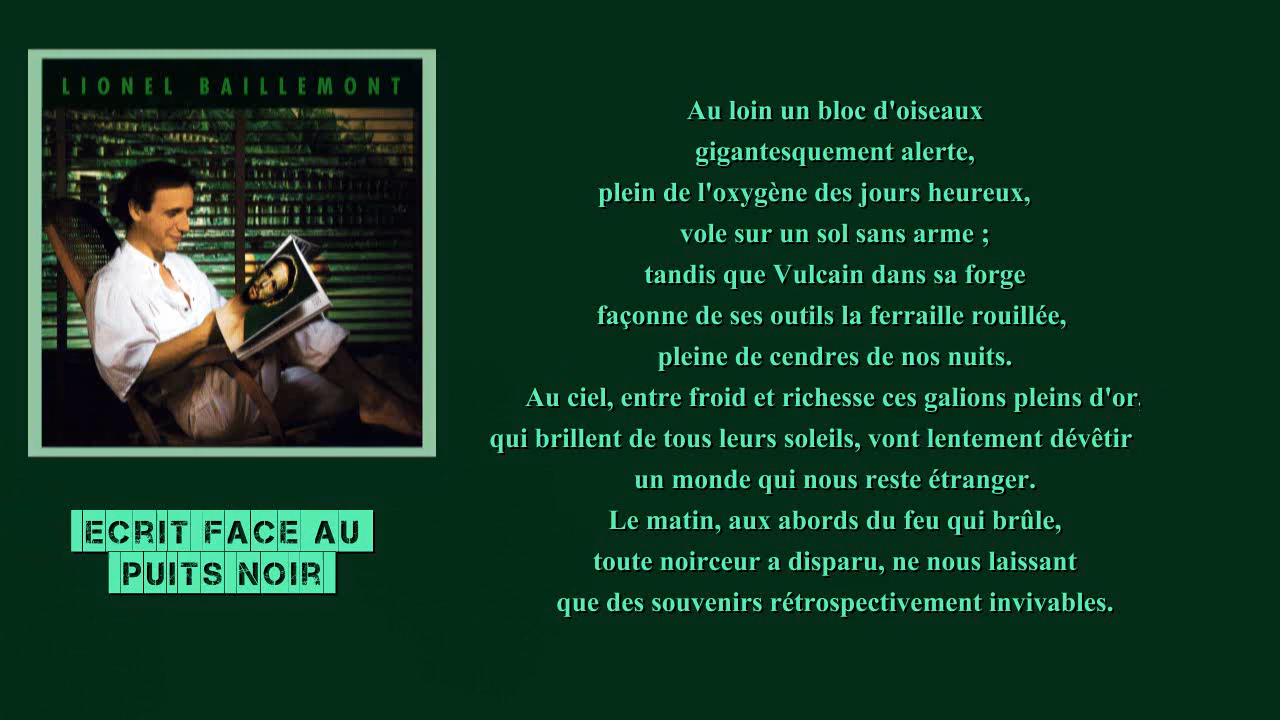 LIONEL BAILLEMONT
ECRIT FACE AU
PUITS NOIR
Au loin un bloc d'oiseaux
gigantesquement alerte,
plein de l'oxygène des jours heureux,
vole sur un sol sans arme ;
tandis que Vulcain dans sa forge
façonne de ses outils la ferraille rouillée,
pleine de cendres de nos nuits.
Au ciel, entre froid et richesse ces galions pleins d'or,
qui brillent de tous leurs soleils, vont lentement dévêtir
un monde qui nous reste étranger.
Le matin, aux abords du feu qui brûle,
toute noirceur a disparu, ne nous laissant
que des souvenirs rétrospectivement invivables.